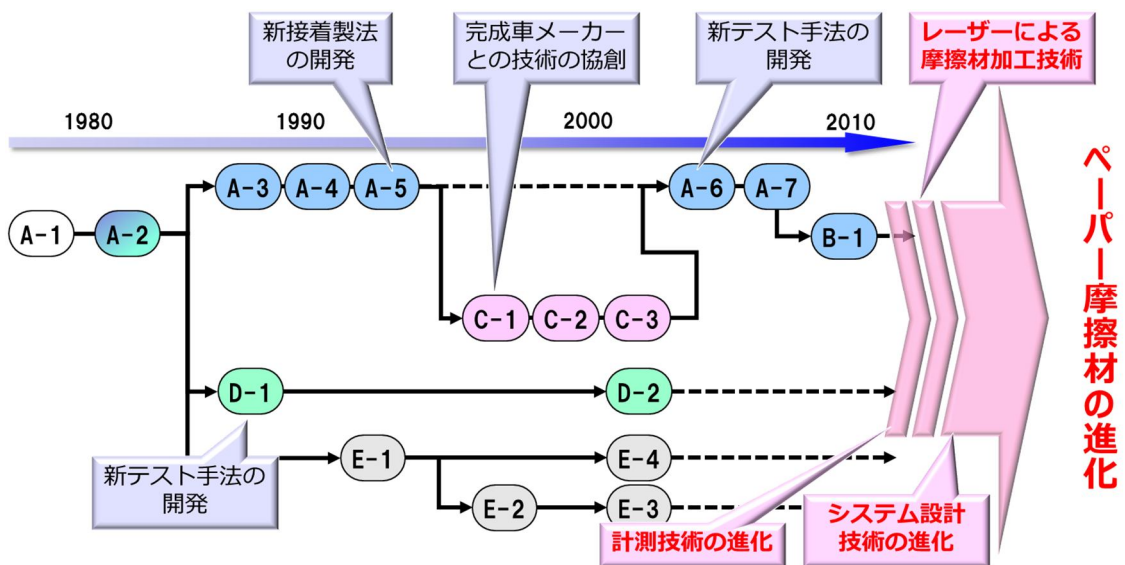 新接着製法
の開発
完成車メーカー
との技術の協創
新テスト手法の
開発
レーザーによる
摩擦材加工技術
1980
1990
2000
2010
A-3
A-4
A-5
A-6
A-7
A-1
A-2
B-1
C-1
C-2
C-3
D-1
D-2
新テスト手法の
開発
E-1
E-4
E-2
E-3
計測技術の進化
システム設計
技術の進化
ペーパー摩擦材の進化